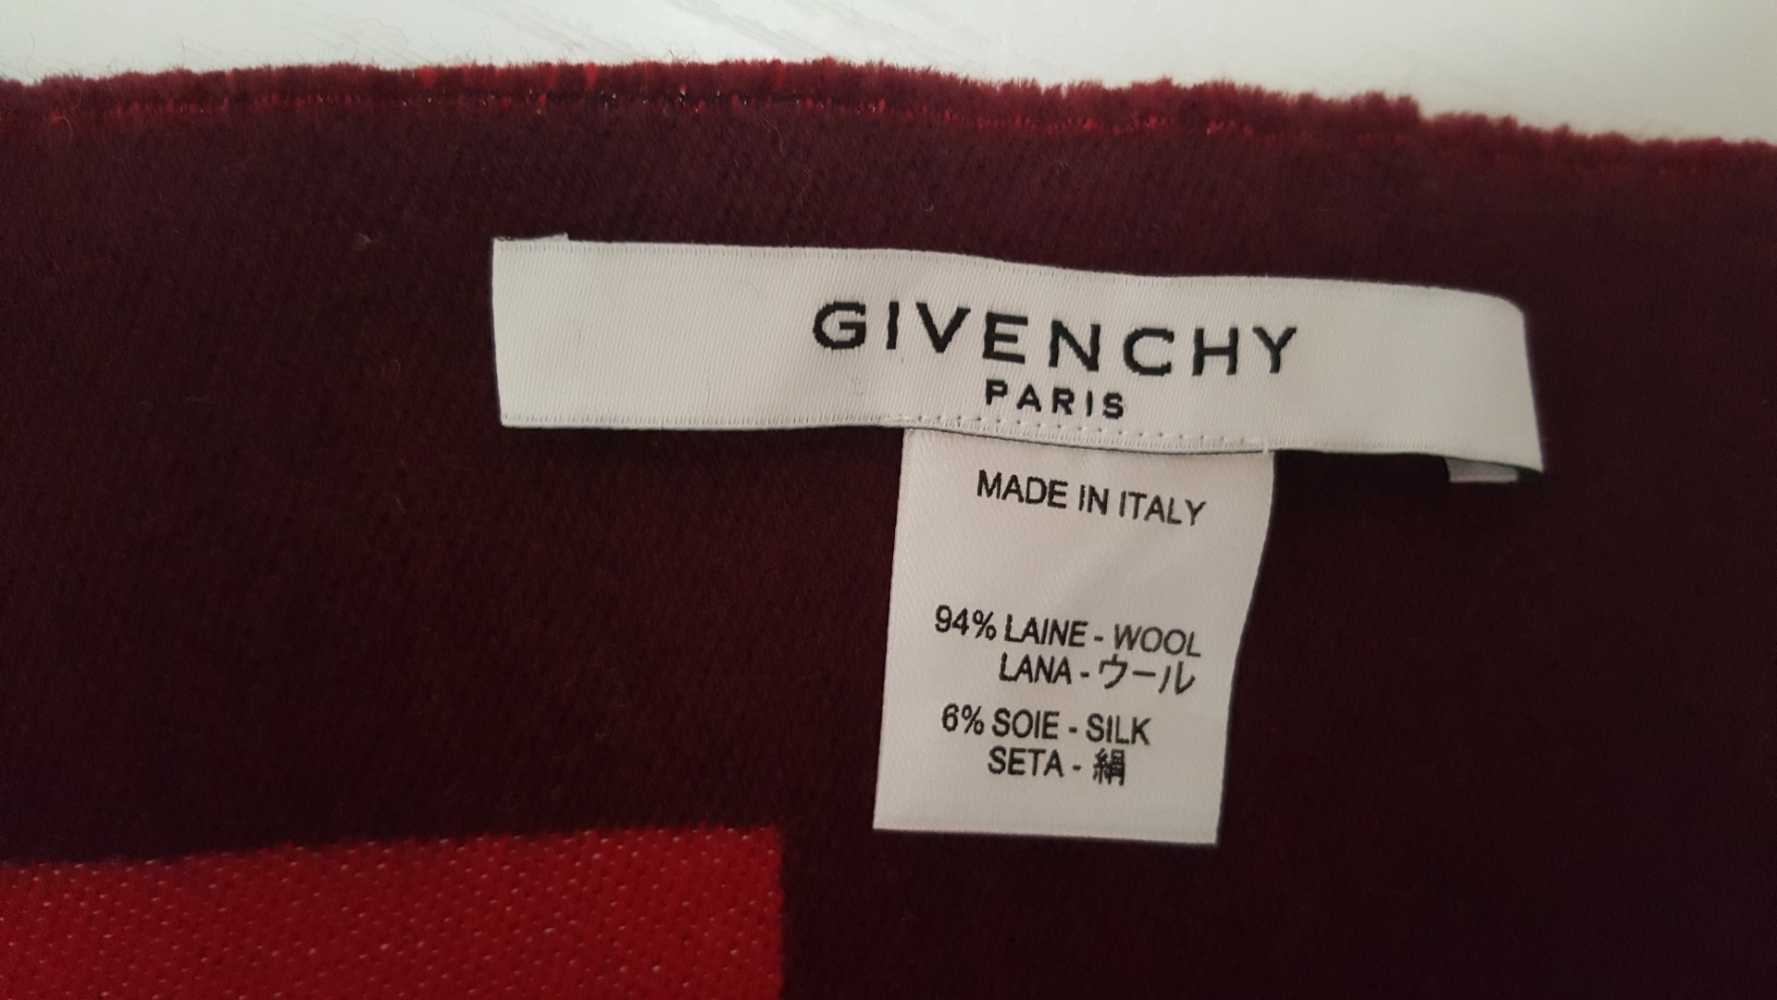 GIVENCHY
PARIS
MADE IN ITALY
94% LAINE - WOOL
LANA - ウール
6% SOIE - SILK
SETA - 絹